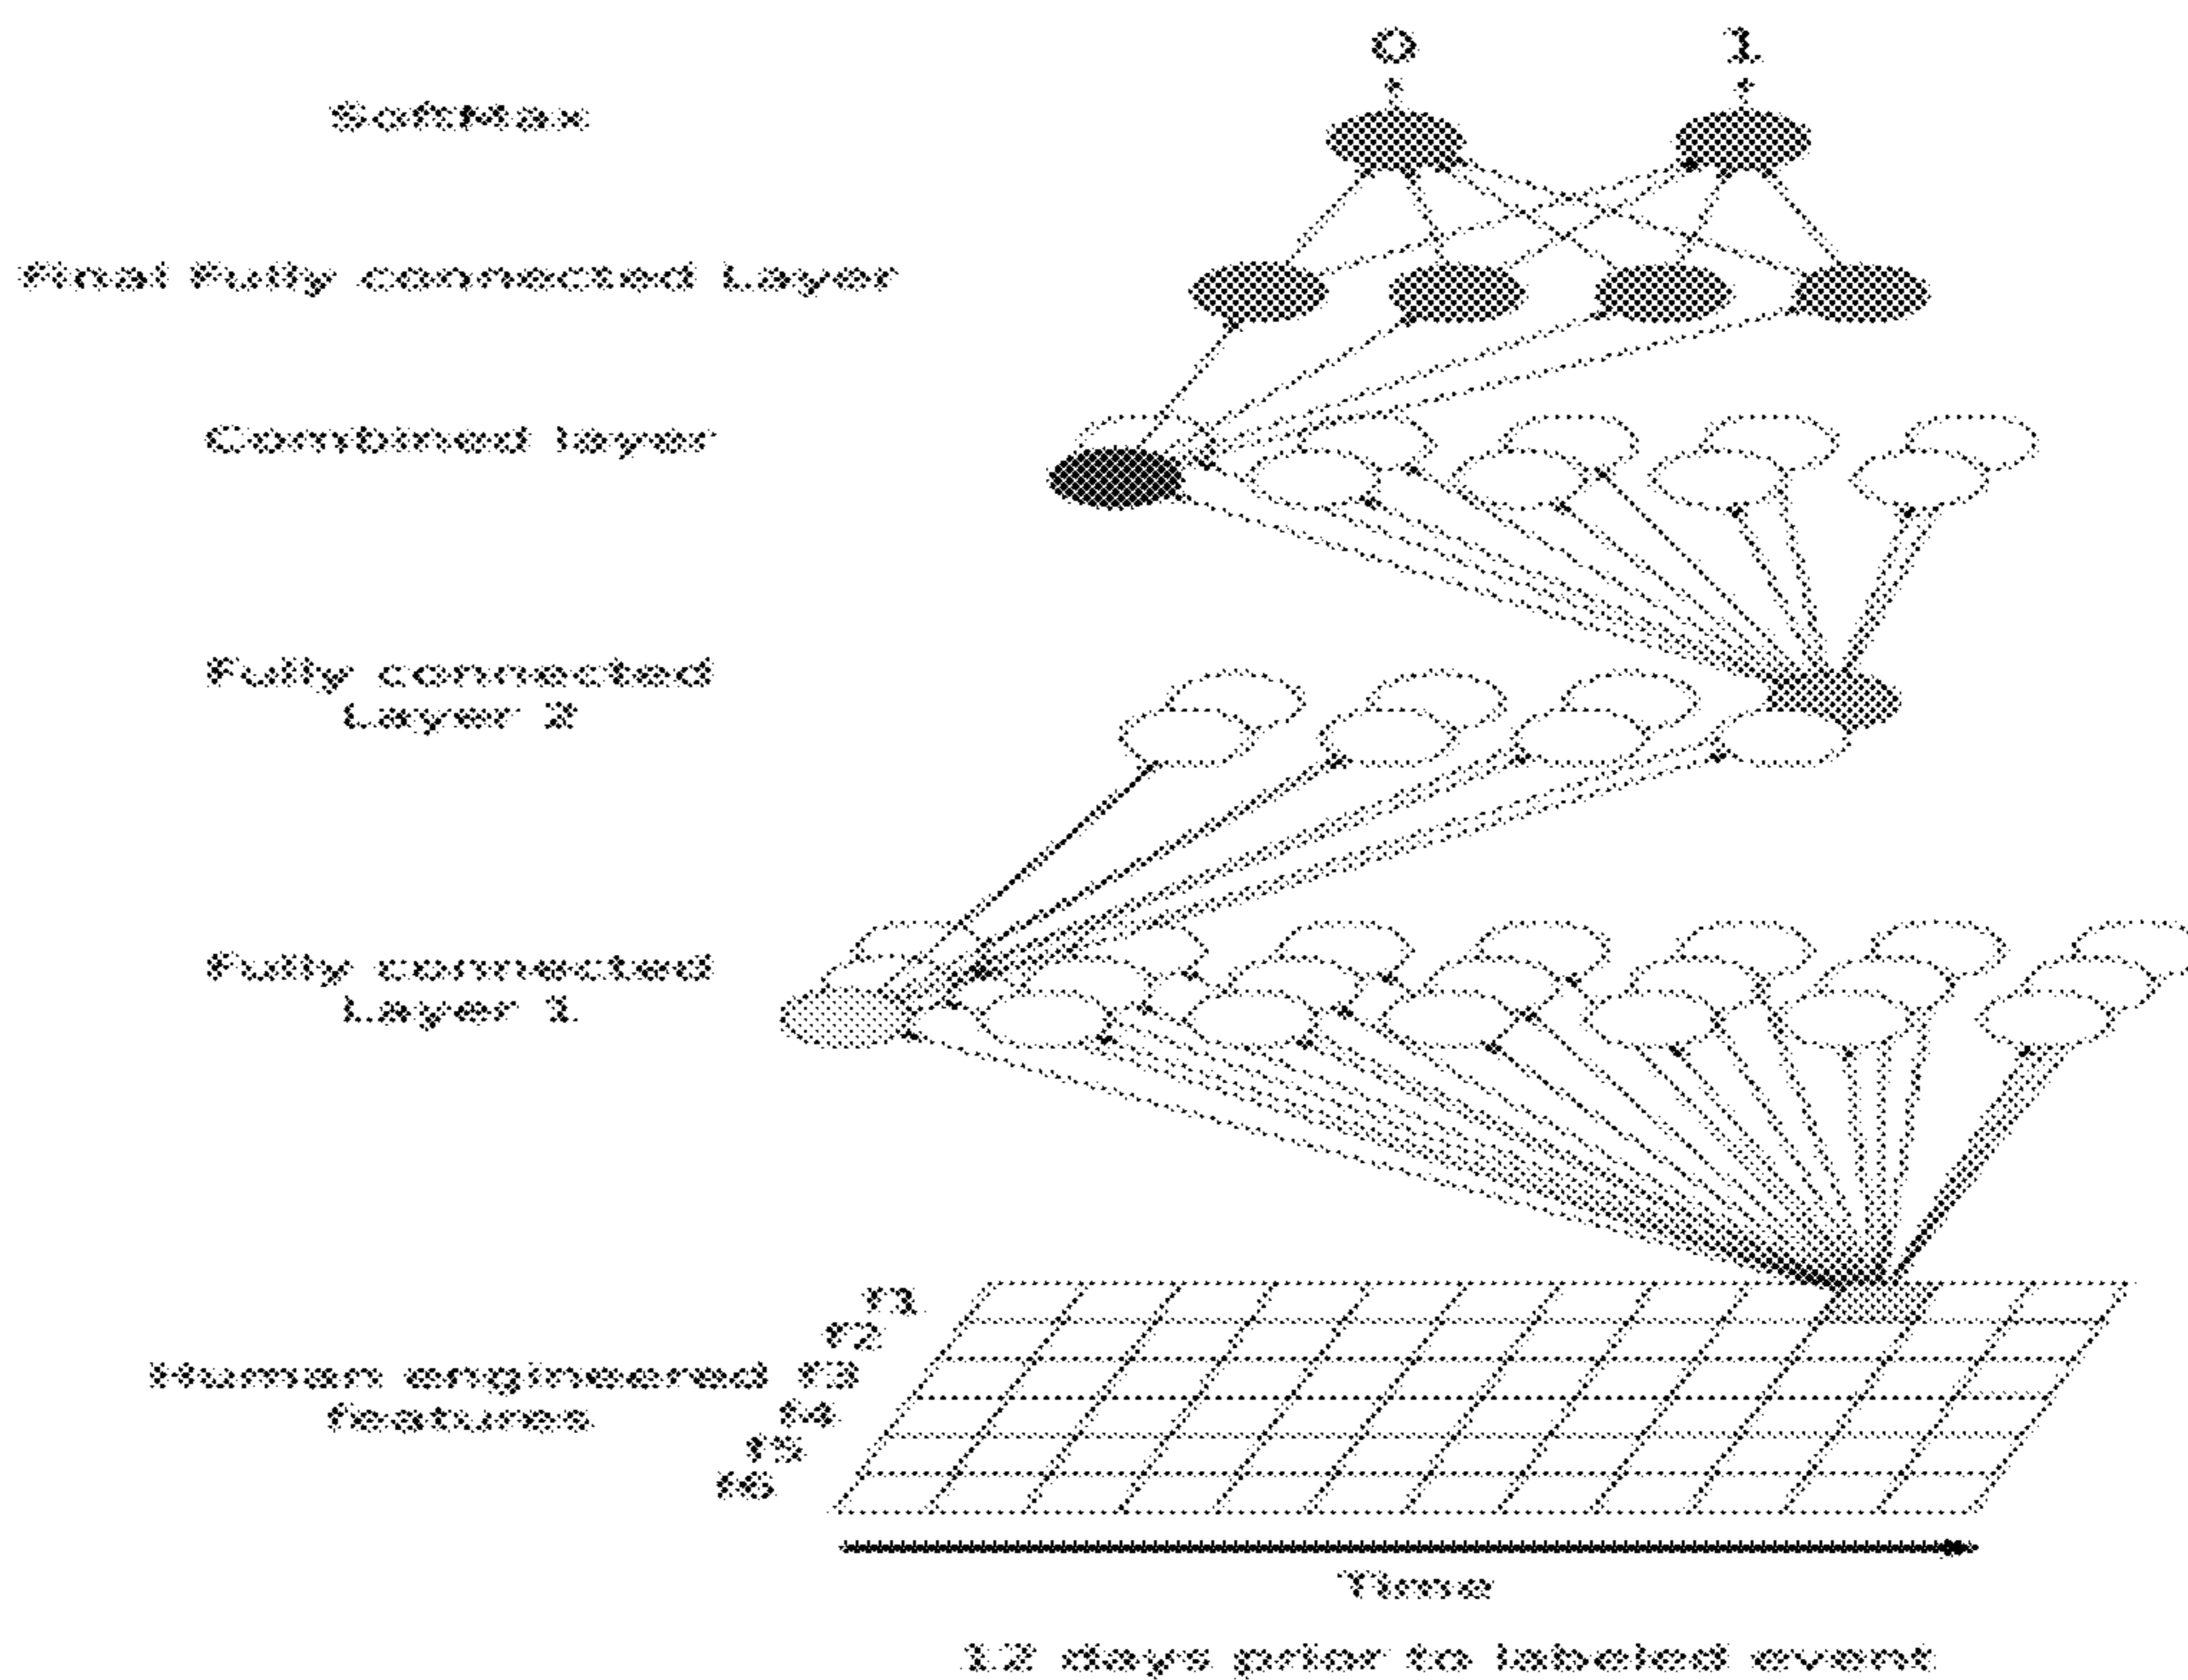 0 1
SoftMax
Final Fully connected Layer
Combined layer
Fully connected
Layer 2
Fully connected
Layer 1
f1
f2
Human engineered f3
features f4
f5
f6
Time
12 days prior to labeled event